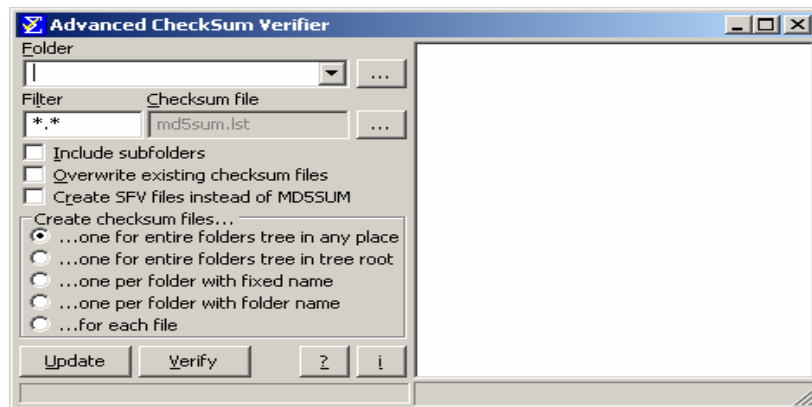 Advanced CheckSum Verifier
Folder
...
Filter Checksum file
*.* md5sum.lst ...
Include subfolders
Overwrite existing checksum files
Create SFV files instead of MD5SUM
Create checksum files...
...one for entire folders tree in any place
...one for entire folders tree in tree root
...one per folder with fixed name
...one per folder with folder name
...for each file
Update Verify ? i